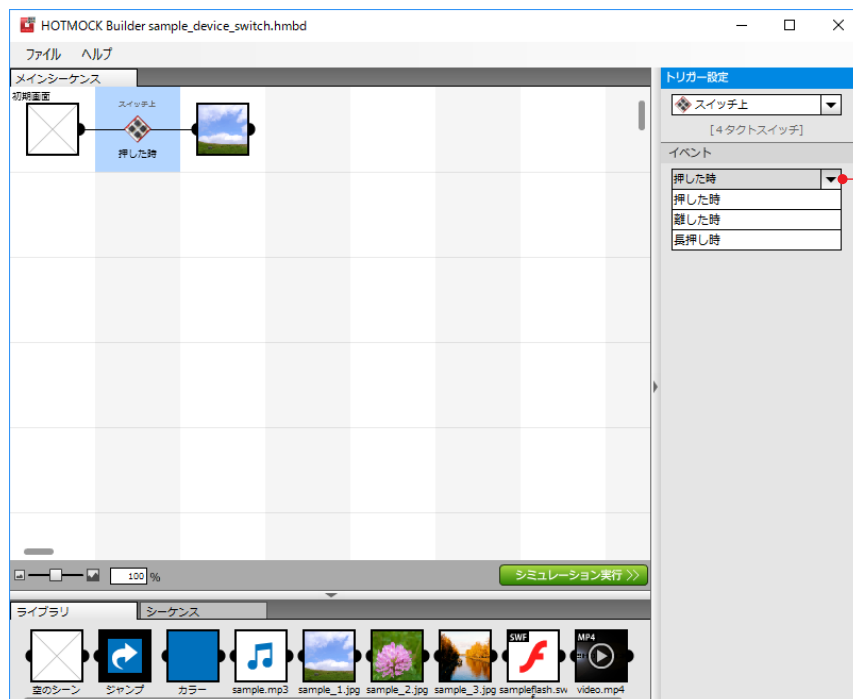 HOTMOCK Builder sample_device_switch.hmbd
ファイル ヘルプ
メインシーケンス
初期画面
スイッチ上
押した時
トリガー設定
スイッチ上
[4タクトスイッチ]
イベント
押した時
押した時
離した時
長押し時
100 %
シミュレーション実行
ライブラリ シーケンス
SWF
MP4
空のシーン ジャンプ カラー sample.mp3 sample_1.jpg sample_2.jpg sample_3.jpg sampleflash.sw video.mp4
f